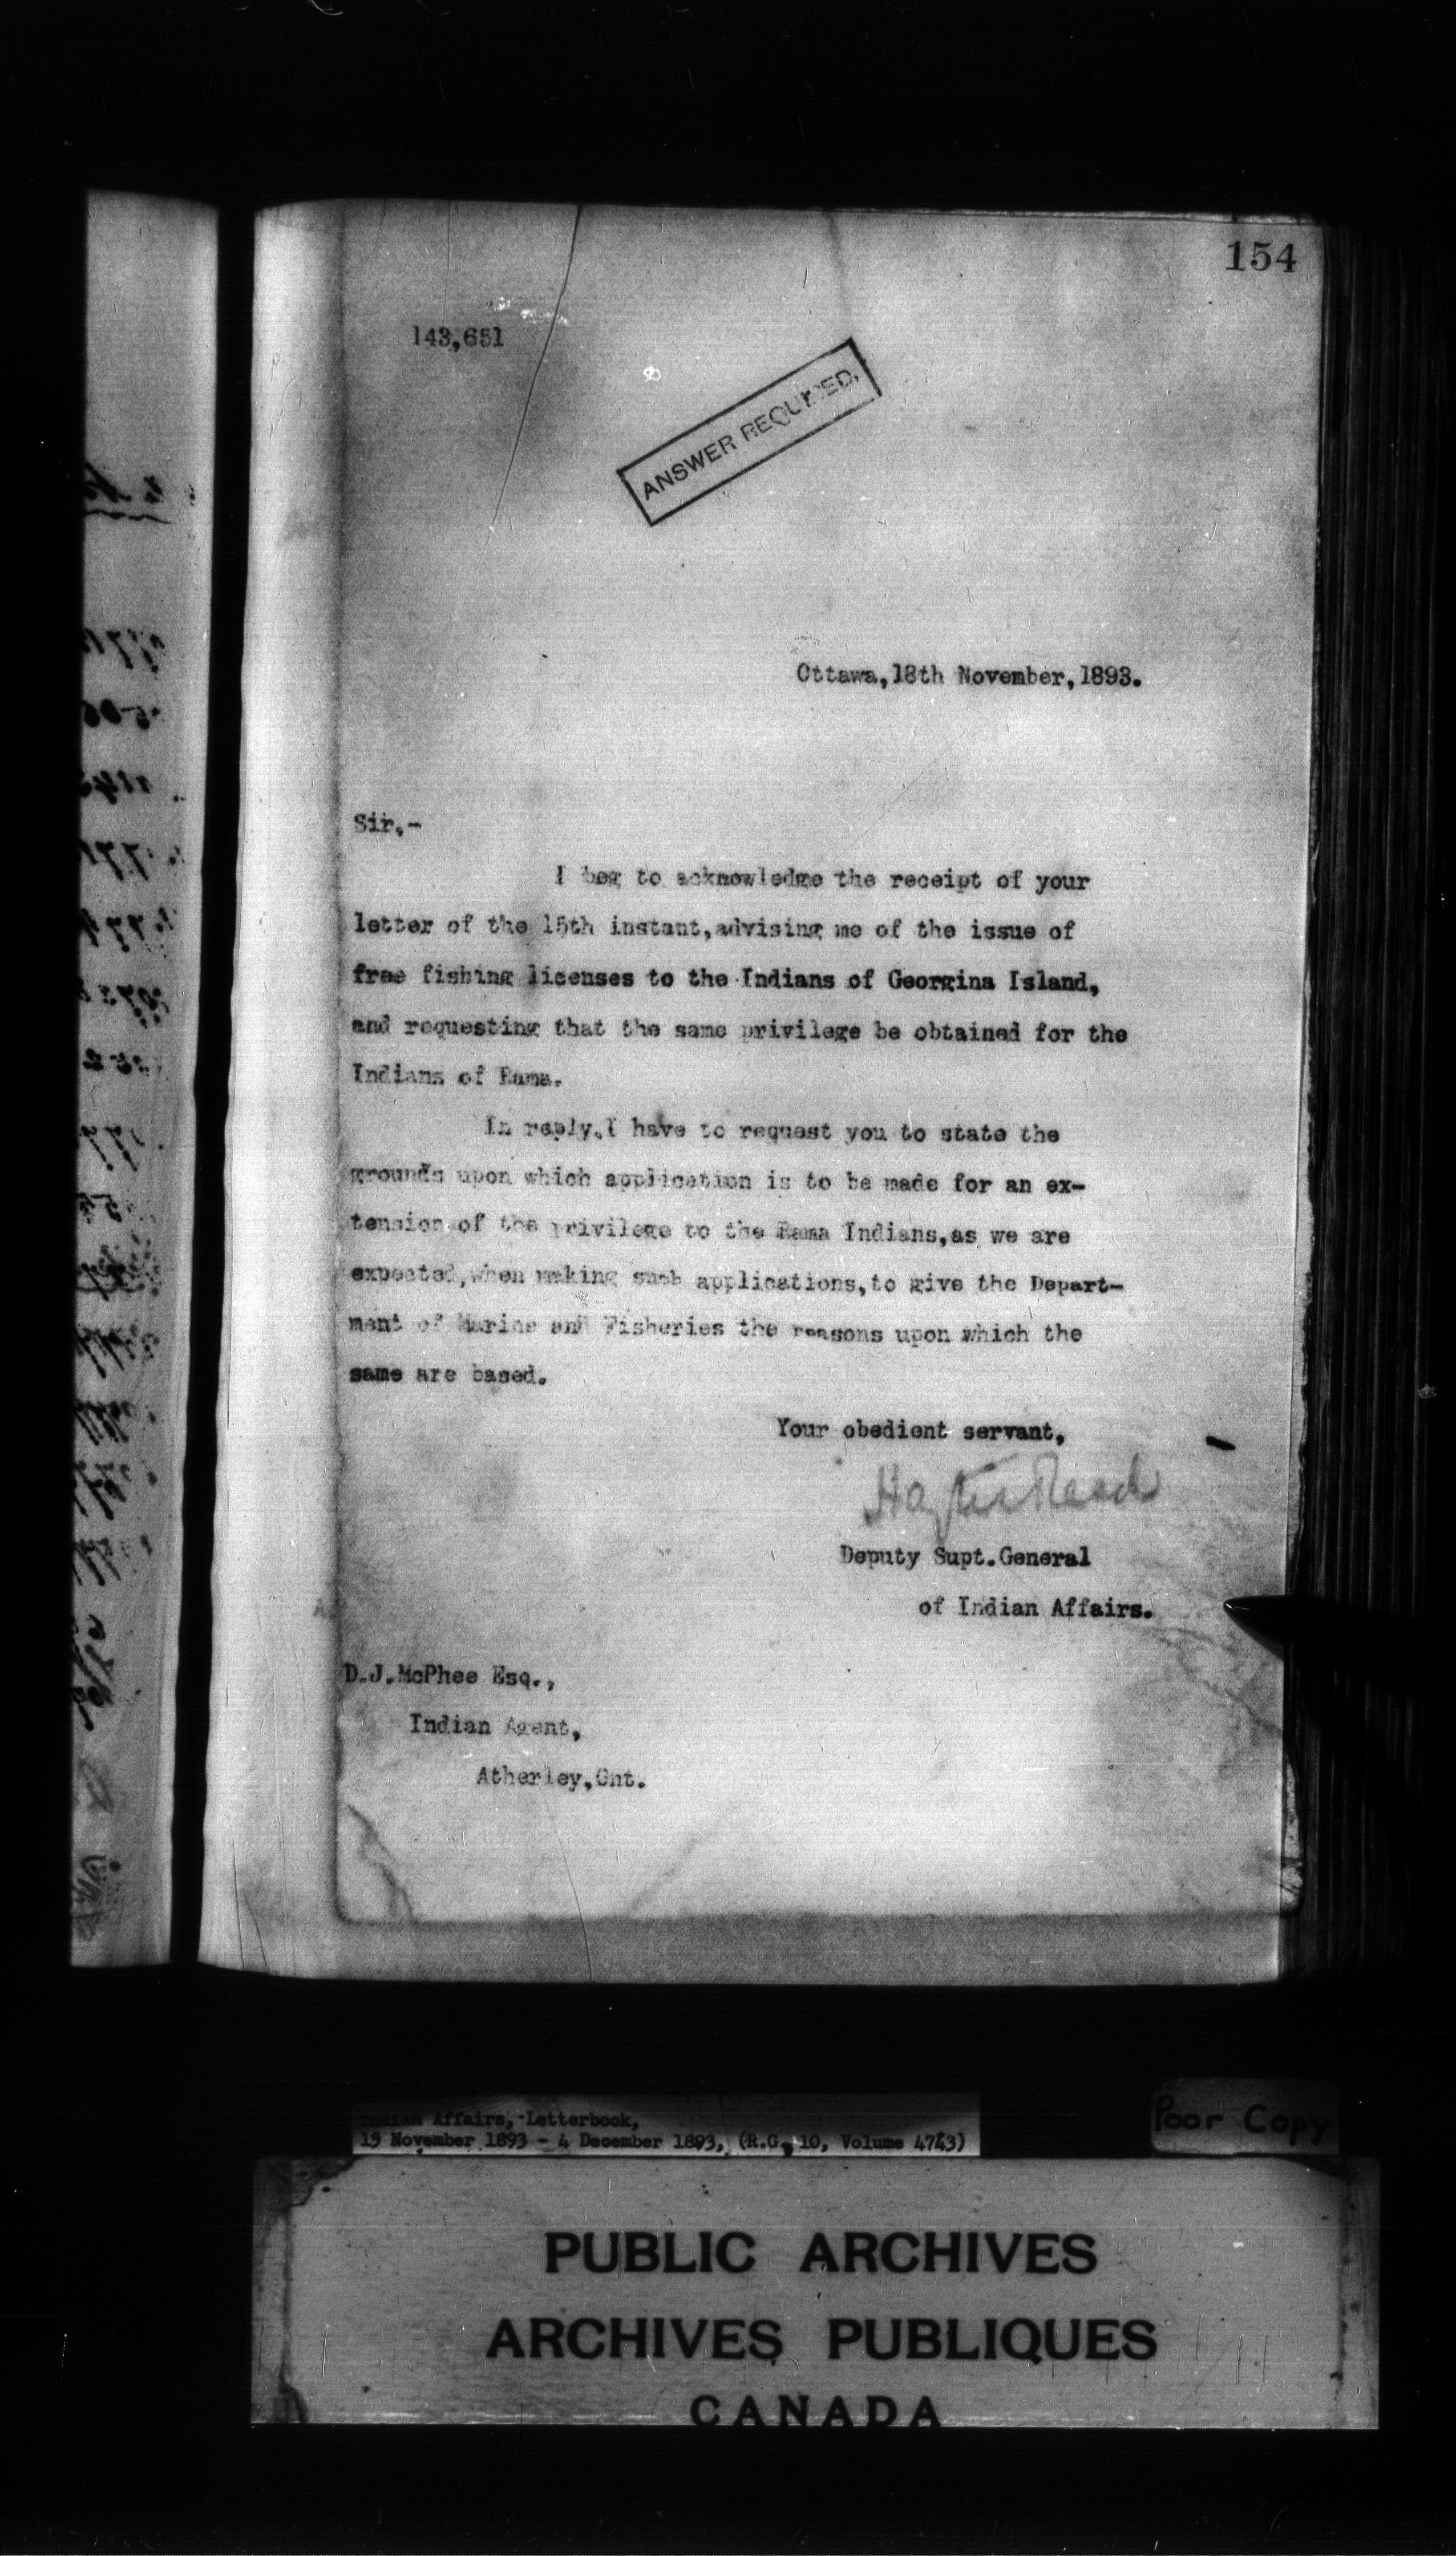 154
143,651
ANSWER REQUIRED.
Ottawa,18th November,1893.
Sir,-
I beg to acknowledge the receipt of your
letter of the 15th instant,advising me of the issue of
free fishing licenses to the Indians of Georgina Island,
and requesting that the same privilege be obtained for the
Indians of Rama.
In reply,I have to request you to state the
grounds upon which application is to be made for an ex-
tension of the privilege to the Rama Indians,as we are
expected,when making such applications,to give the Depart-
ment of Marine and Fisheries the reasons upon which the
same are based.
Your obedient servant,
Hayter Reed
Deputy Supt.General
of Indian Affairs.
D.J.McPhee Esq.,
Indian Agent,
Atherley,Ont.
Indian Affairs, Letterbook,
15 November 1893 - 4 December 1893, (R.G. 10, Volume 4743)
Poor Copy
PUBLIC ARCHIVES
ARCHIVES PUBLIQUES
CANADA